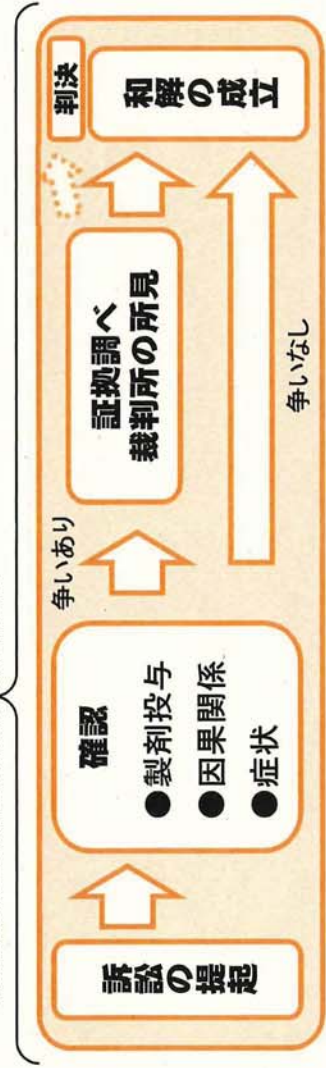 訴訟の提起
確認
●製剤投与
●因果関係
●症状
争いあり
証拠調べ
裁判所の所見
争いなし
判決
和解の成立